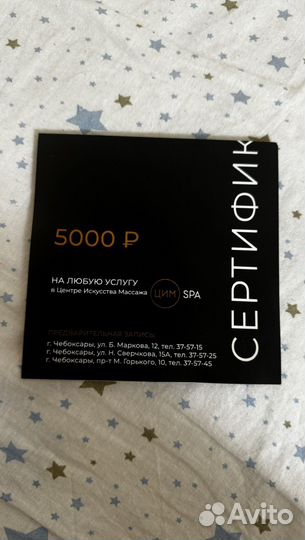 СЕРТИФИК
5000 ₽
НА ЛЮБУЮ УСЛУГУ
в Центре Искусства Массажа ЦИМ SPA
ПРЕДВАРИТЕЛЬНАЯ ЗАПИСЬ:
г. Чебоксары, ул. Б. Маркова, 12, тел. 37-57-15
г. Чебоксары, ул. Н. Сверчкова, 15А, тел. 37-57-25
г. Чебоксары, пр-т М. Горького, 10, тел. 37-57-45
Avito